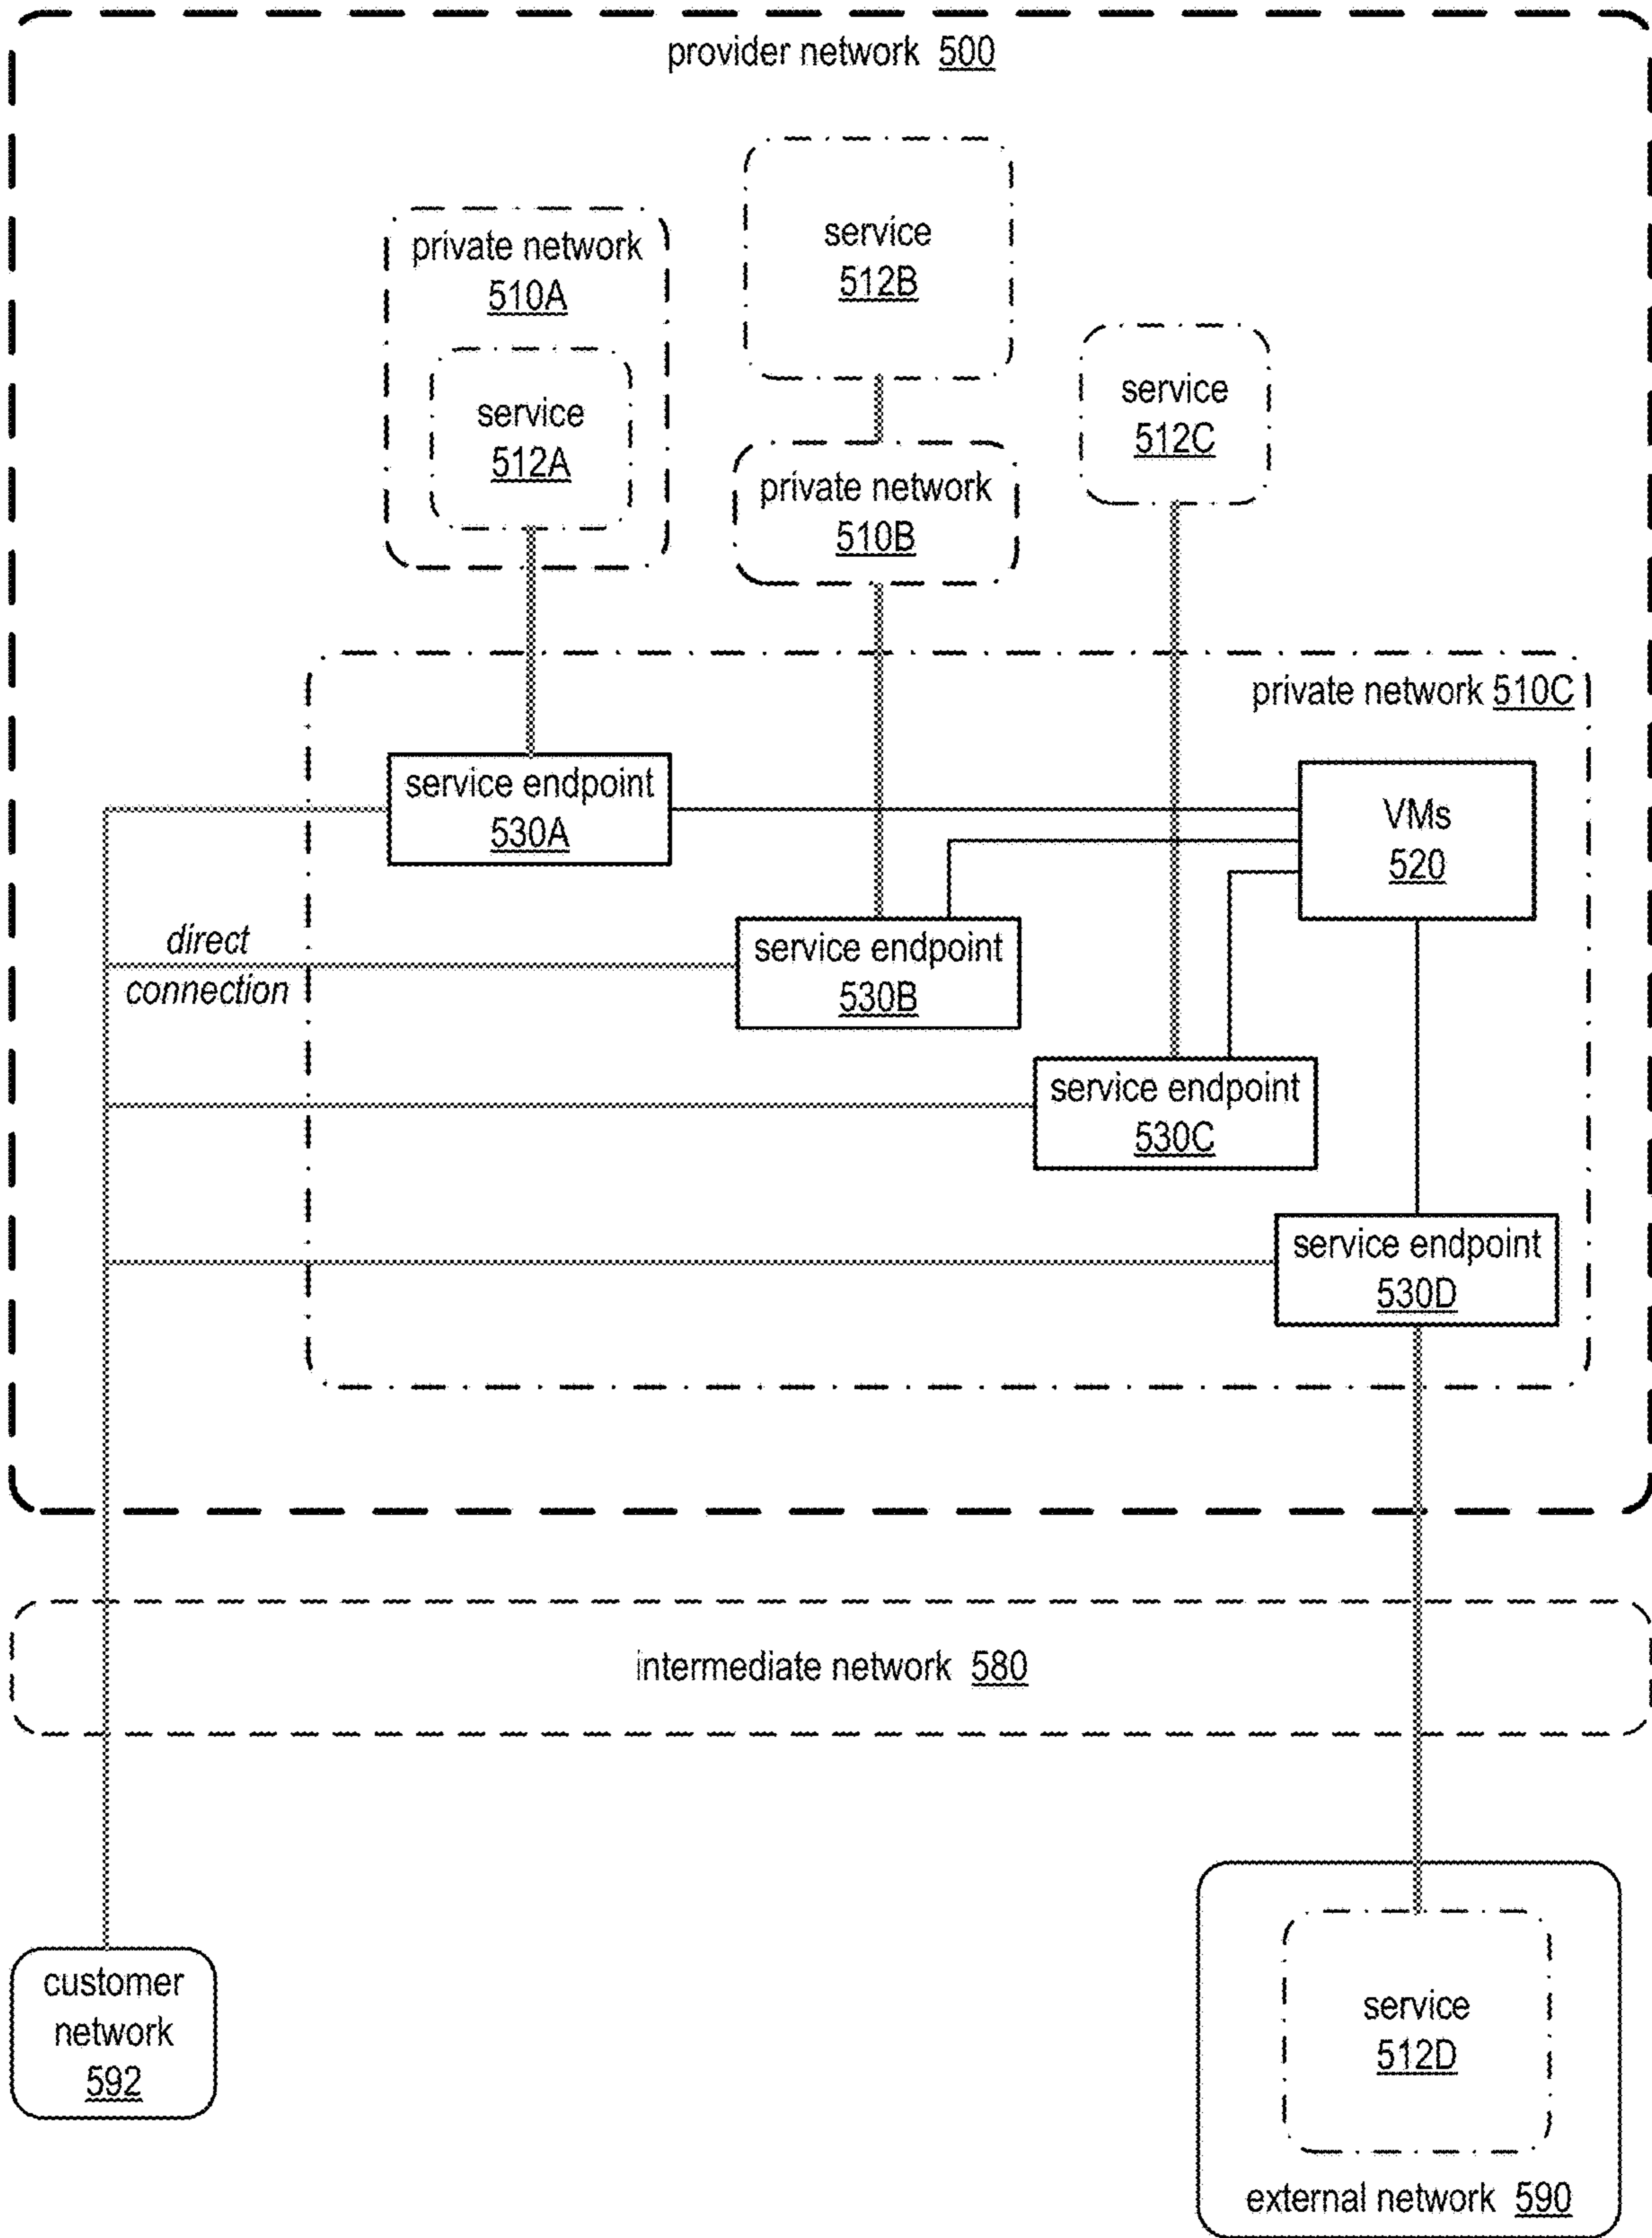 provider network 500
private network
510A
service
512A
service
512B
private network
510B
service
512C
private network 510C
service endpoint
530A
VMs
520
direct
connection
service endpoint
530B
service endpoint
530C
service endpoint
530D
intermediate network 580
customer
network
592
service
512D
external network 590